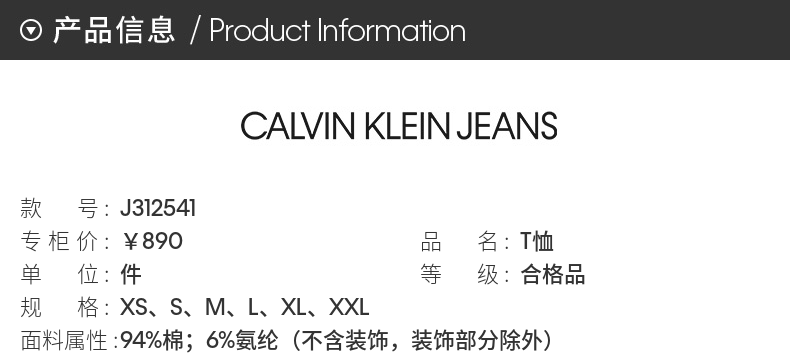 产品信息 / Product Information
CALVIN KLEIN JEANS
款 号: J312541
专柜价: ￥890 品 名: T恤
单 位: 件 等 级: 合格品
规 格: XS、S、M、L、XL、XXL
面料属性:94%棉；6%氨纶（不含装饰，装饰部分除外）